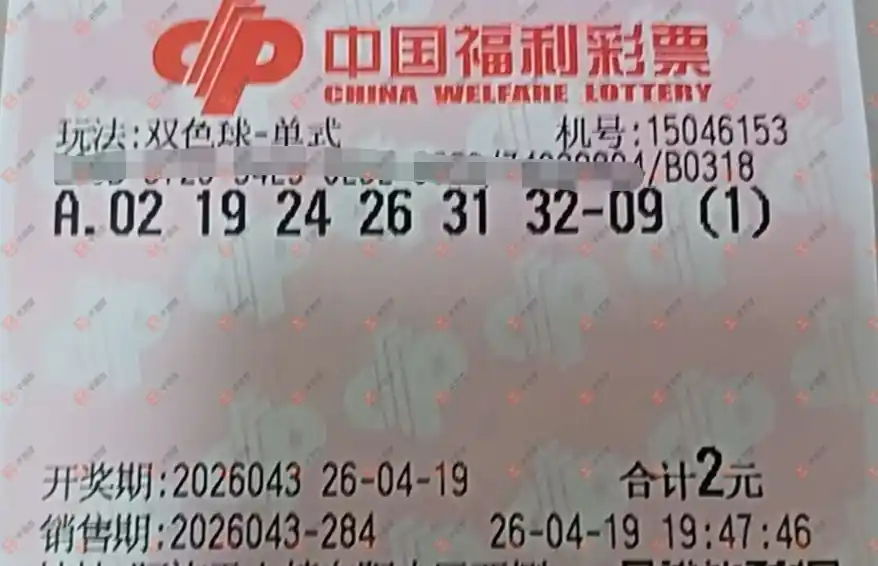 中国福利彩票
CHINA WELFARE LOTTERY
玩法:双色球-单式 机号:15046153
/B0318
A.02 19 24 26 31 32-09 (1)
开奖期:2026043 26-04-19 合计2元
销售期:2026043-284 26-04-19 19:47:46